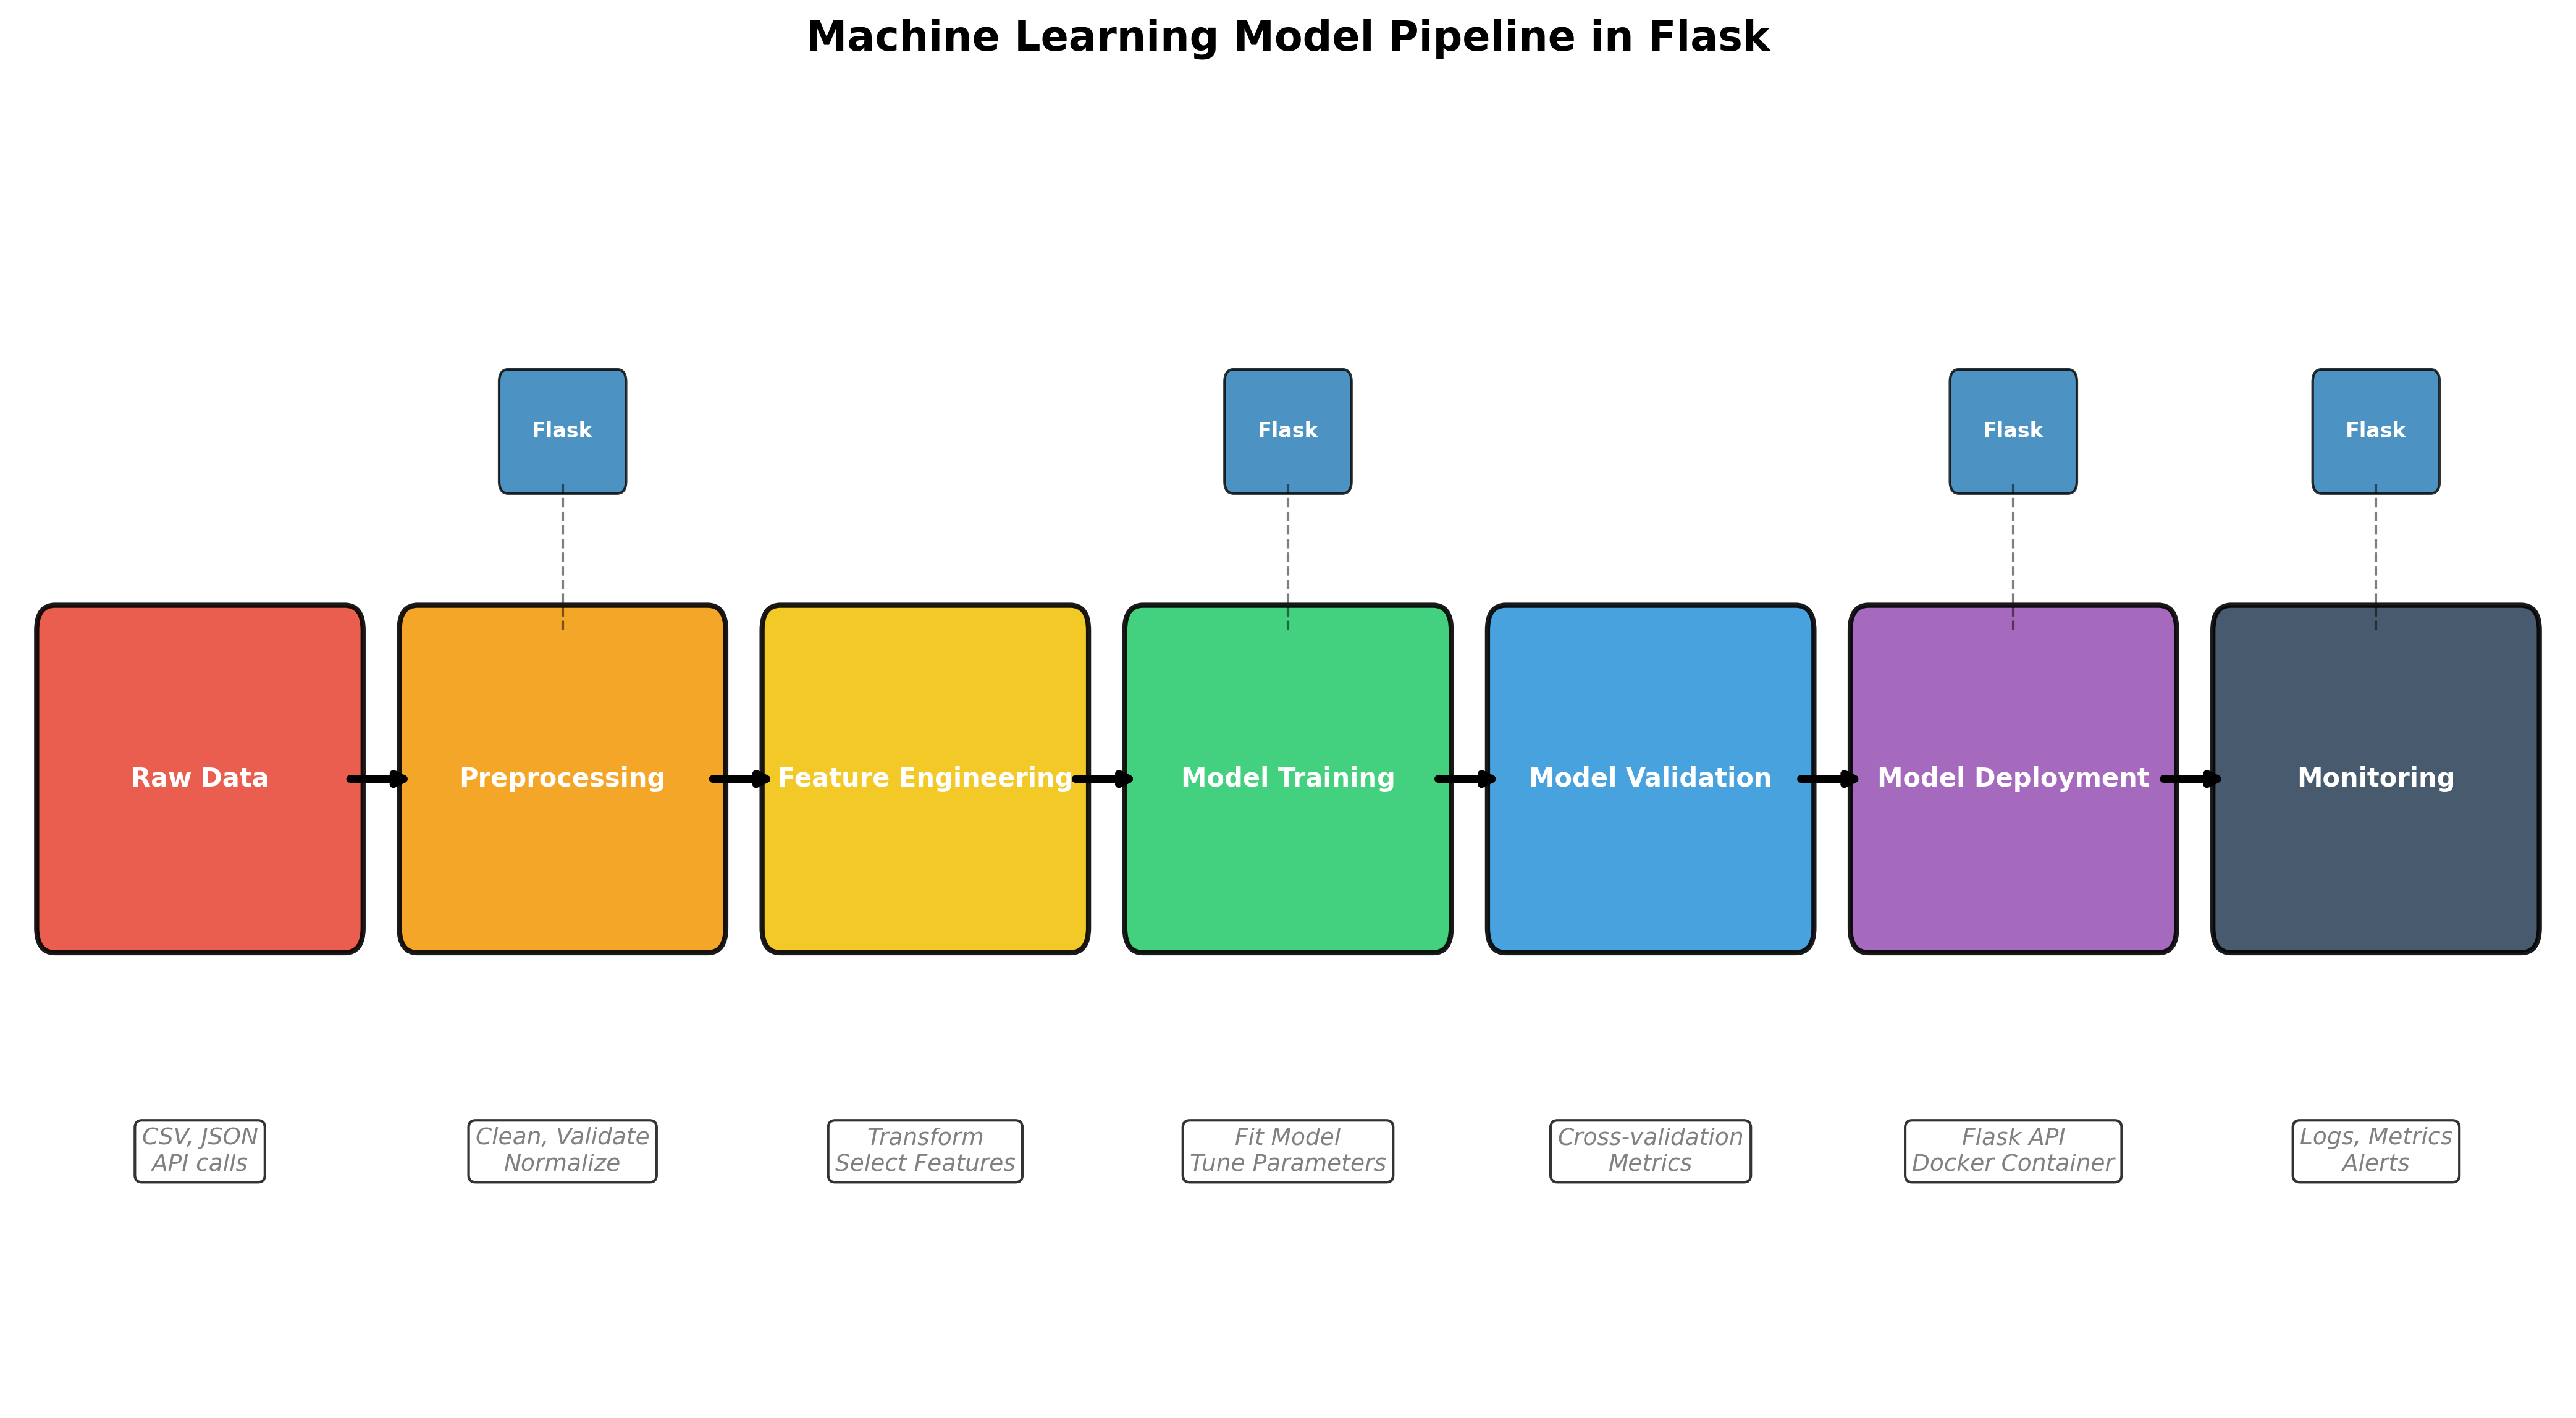 Machine Learning Model Pipeline in Flask
Flask
Flask
Flask
Flask
Raw Data
Preprocessing
Feature Engineering
Model Training
Model Validation
Model Deployment
Monitoring
CSV, JSON
API calls
Clean, Validate
Normalize
Transform
Select Features
Fit Model
Tune Parameters
Cross-validation
Metrics
Flask API
Docker Container
Logs, Metrics
Alerts